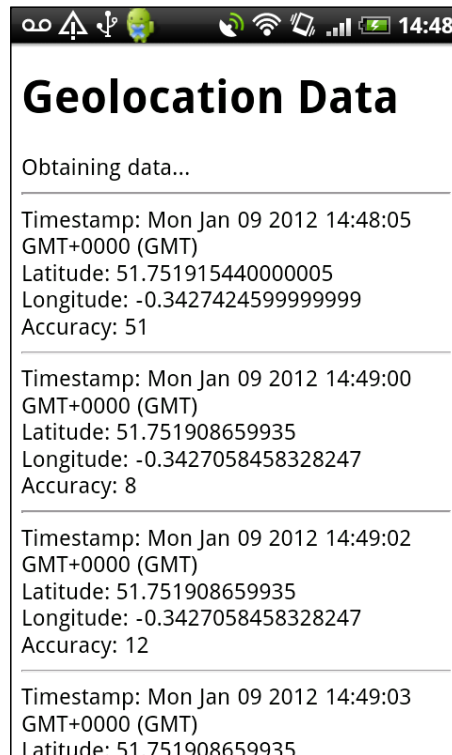 14:48
Geolocation Data
Obtaining data...
Timestamp: Mon Jan 09 2012 14:48:05
GMT+0000 (GMT)
Latitude: 51.751915440000005
Longitude: -0.3427424599999999
Accuracy: 51
Timestamp: Mon Jan 09 2012 14:49:00
GMT+0000 (GMT)
Latitude: 51.751908659935
Longitude: -0.3427058458328247
Accuracy: 8
Timestamp: Mon Jan 09 2012 14:49:02
GMT+0000 (GMT)
Latitude: 51.751908659935
Longitude: -0.3427058458328247
Accuracy: 12
Timestamp: Mon Jan 09 2012 14:49:03
GMT+0000 (GMT)
Latitude: 51.751908659935